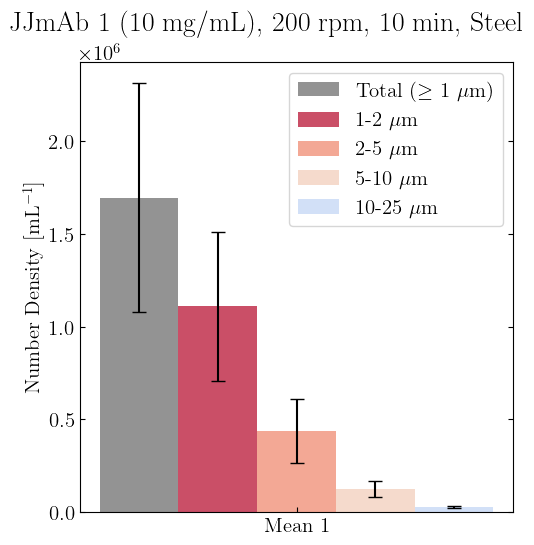 JJmAb 1 (10 mg/mL), 200 rpm, 10 min, Steel
×10⁶
Total (≥ 1 μm)
1-2 μm
2-5 μm
5-10 μm
10-25 μm
Number Density [mL⁻¹]
2.0
1.5
1.0
0.5
0.0
Mean 1